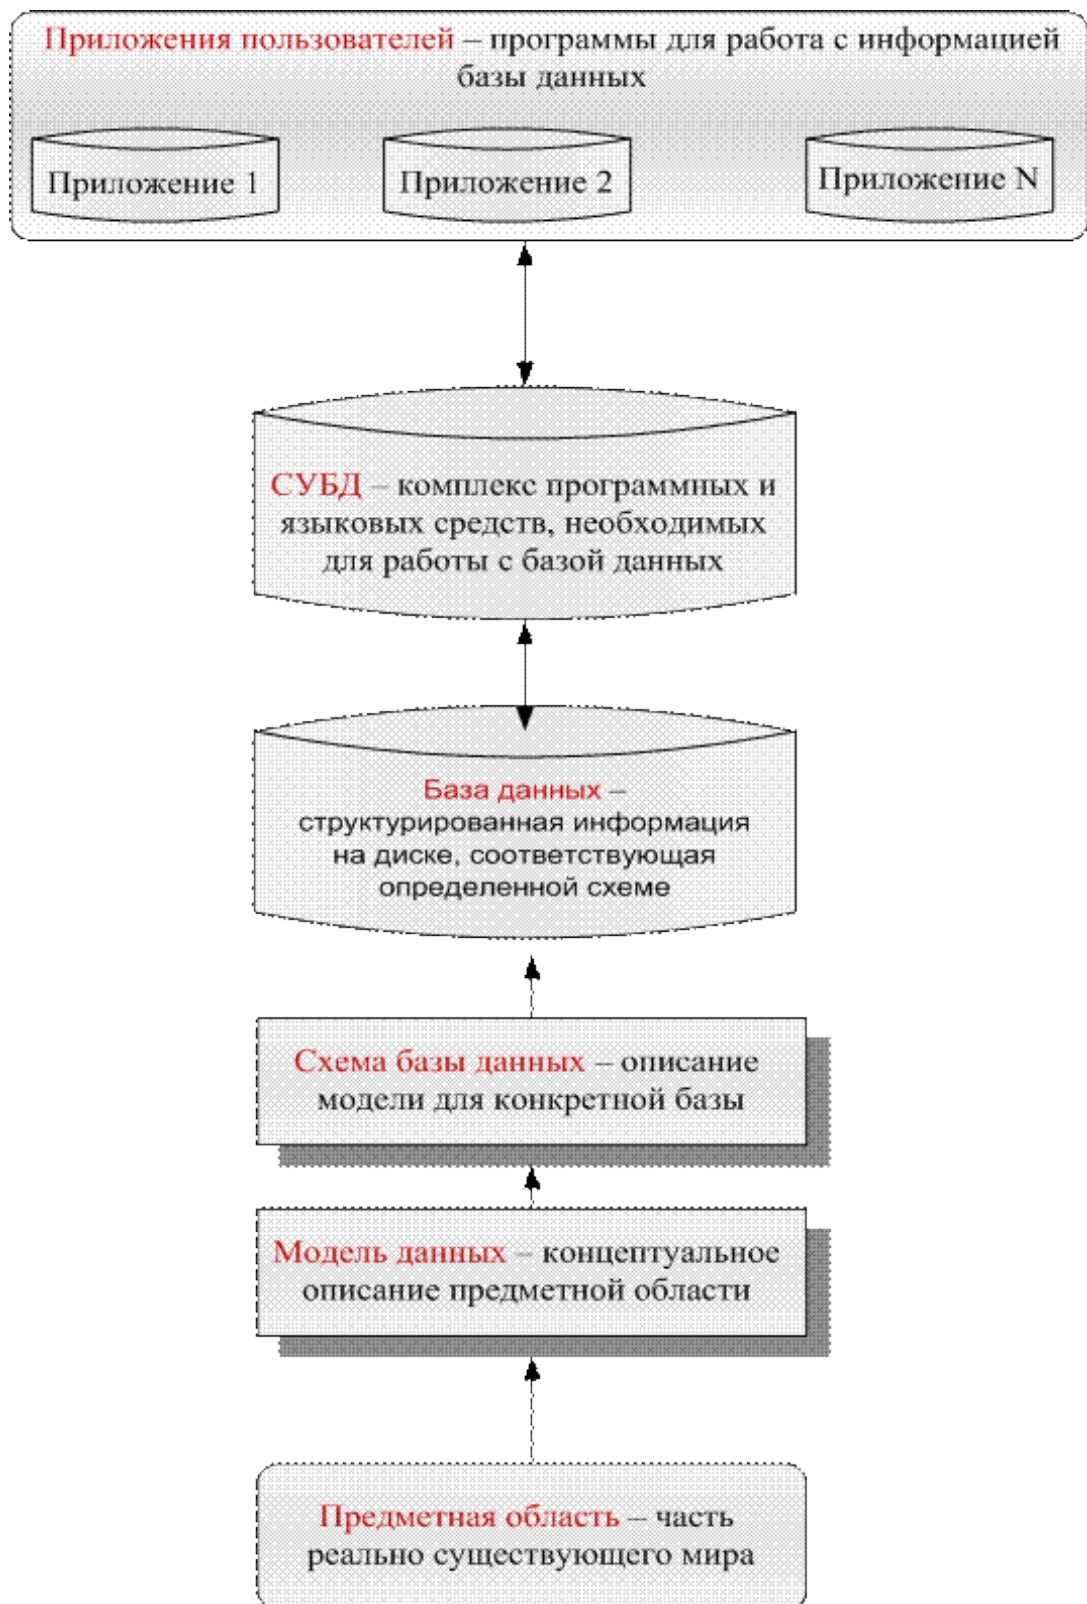 Приложения пользователей – программы для работа с информацией
базы данных
Приложение 1
Приложение 2
Приложение N
СУБД – комплекс программных и
языковых средств, необходимых
для работы с базой данных
База данных –
структурированная информация
на диске, соответствующая
определенной схеме
Схема базы данных – описание
модели для конкретной базы
Модель данных – концептуальное
описание предметной области
Предметная область – часть
реально существующего мира